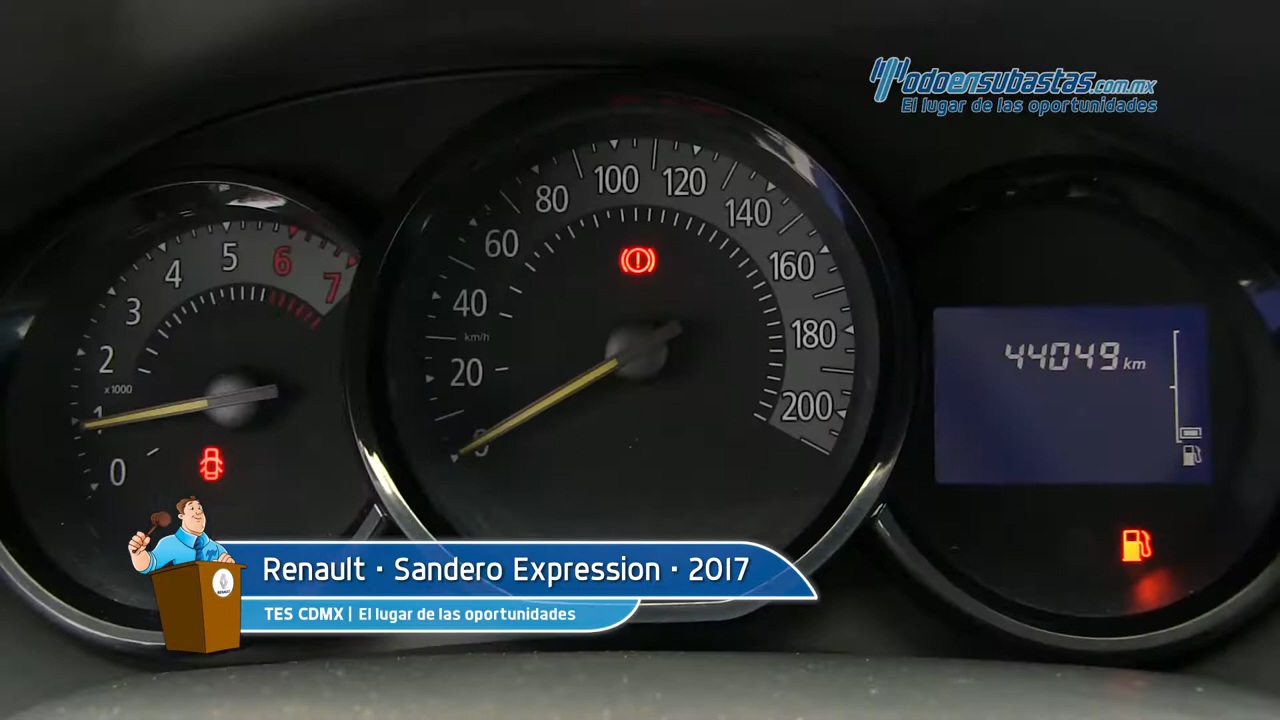 Todoensubastas.com.mx
El lugar de las oportunidades
0
1
2
3
4
5
6
7
x1000
0
20
40
60
80
100
120
140
160
180
200
km/h
44049 km
Renault · Sandero Expression · 2017
RENAULT
TES CDMX | El lugar de las oportunidades